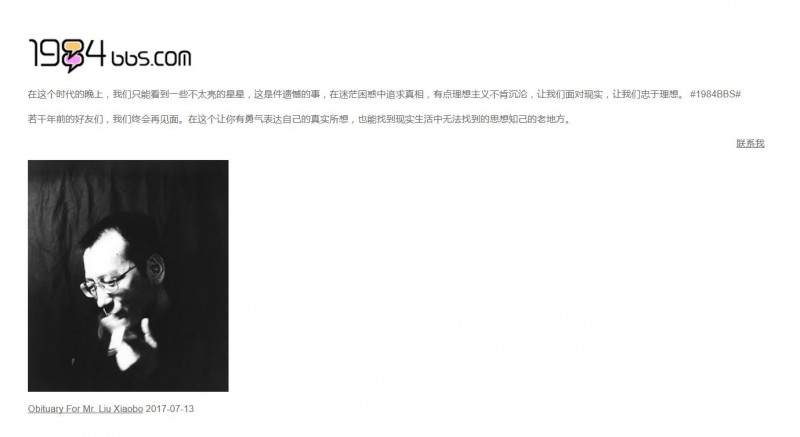 1984bbs.com
在这个时代的晚上，我们只能看到一些不太亮的星星，这是件遗憾的事，在迷茫困惑中追求真相，有点理想主义不肯沉沦，让我们面对现实，让我们忠于理想。 #1984BBS#
若干年前的好友们，我们终会再见面。在这个让你有勇气表达自己的真实所想，也能找到现实生活中无法找到的思想知己的老地方。
联系我
Obituary For Mr. Liu Xiaobo 2017-07-13